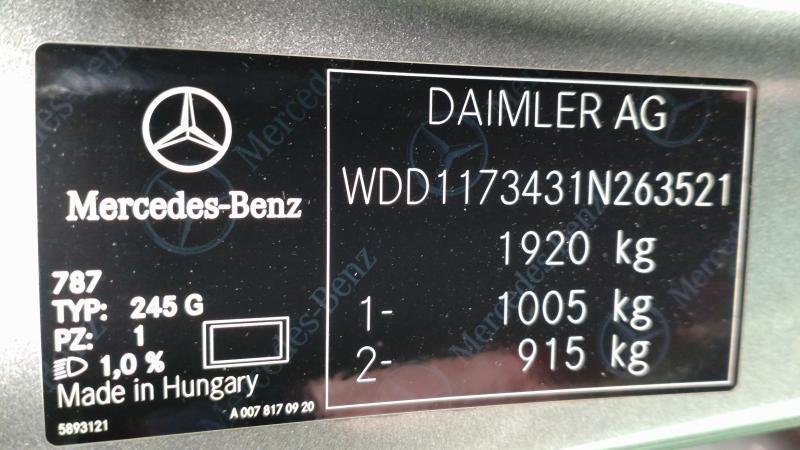 Mercedes-Benz
787
TYP: 245 G
PZ: 1
1,0 %
Made in Hungary
5893121
A 007 817 09 20
DAIMLER AG
WDD1173431N263521
1920 kg
1- 1005 kg
2- 915 kg